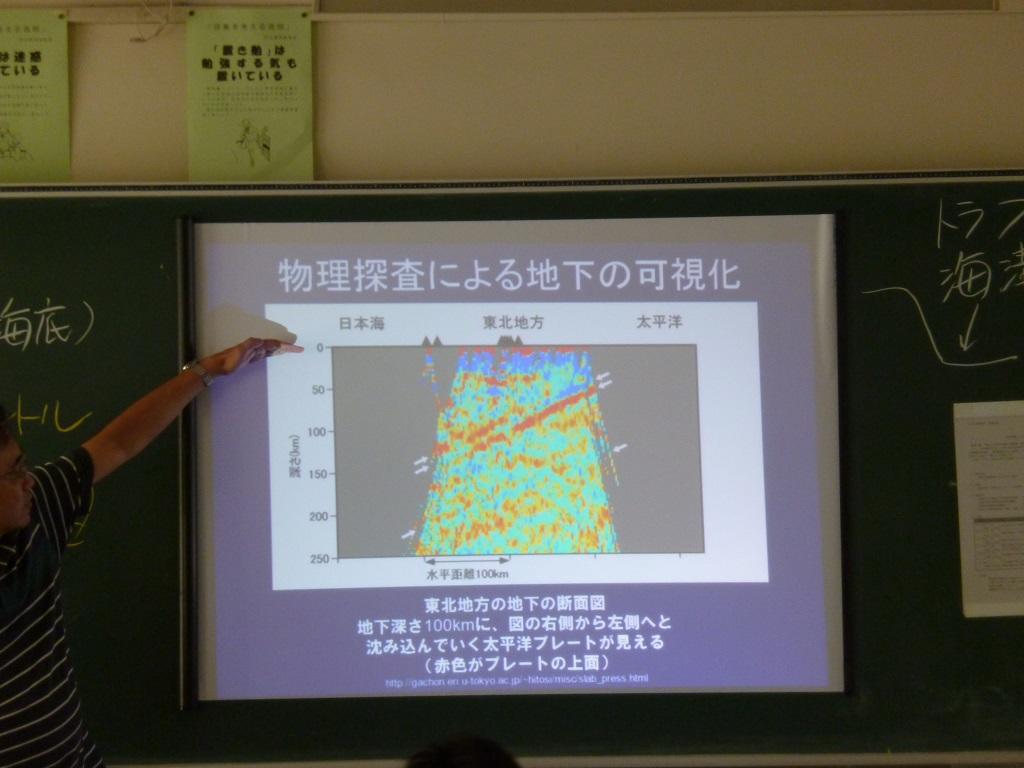 は迷惑
ている
「置き勉」は
勉強する気も
置いている
海底)
トル
物理探査による地下の可視化
日本海
東北地方
太平洋
0
50
100
150
200
250
深さ(km)
水平距離100km
東北地方の地下の断面図
地下深さ100kmに、図の右側から左側へと
沈み込んでいく太平洋プレートが見える
(赤色がプレートの上面)
http://gachon.eri.u-tokyo.ac.jp/~hitosi/misc/slab_press.html
トラフ
海溝